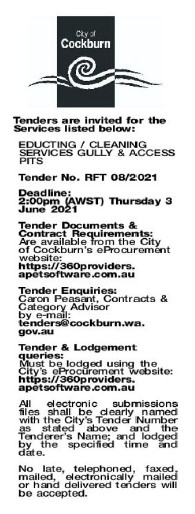 City of
Cockburn
Tenders are invited for the
Services listed below:
EDUCTING / CLEANING
SERVICES GULLY & ACCESS
PITS
Tender No. RFT 08/2021
Deadline:
2:00pm (AWST) Thursday 3
June 2021
Tender Documents &
Contract Requirements:
Are available from the City
of Cockburn's eProcurement
website:
https://360providers.
apetsoftware.com.au
Tender Enquiries:
Caron Peasant, Contracts &
Category Advisor
by e-mail:
tenders@cockburn.wa.
gov.au
Tender & Lodgement
queries:
Must be lodged using the
City's eProcurement website:
https://360providers.
apetsoftware.com.au
All electronic submissions
files shall be clearly named
with the City's Tender Number
as stated above and the
Tenderer's Name; and lodged
by the specified time and
date.
No late, telephoned, faxed,
mailed, electronically mailed
or hand delivered tenders will
be accepted.